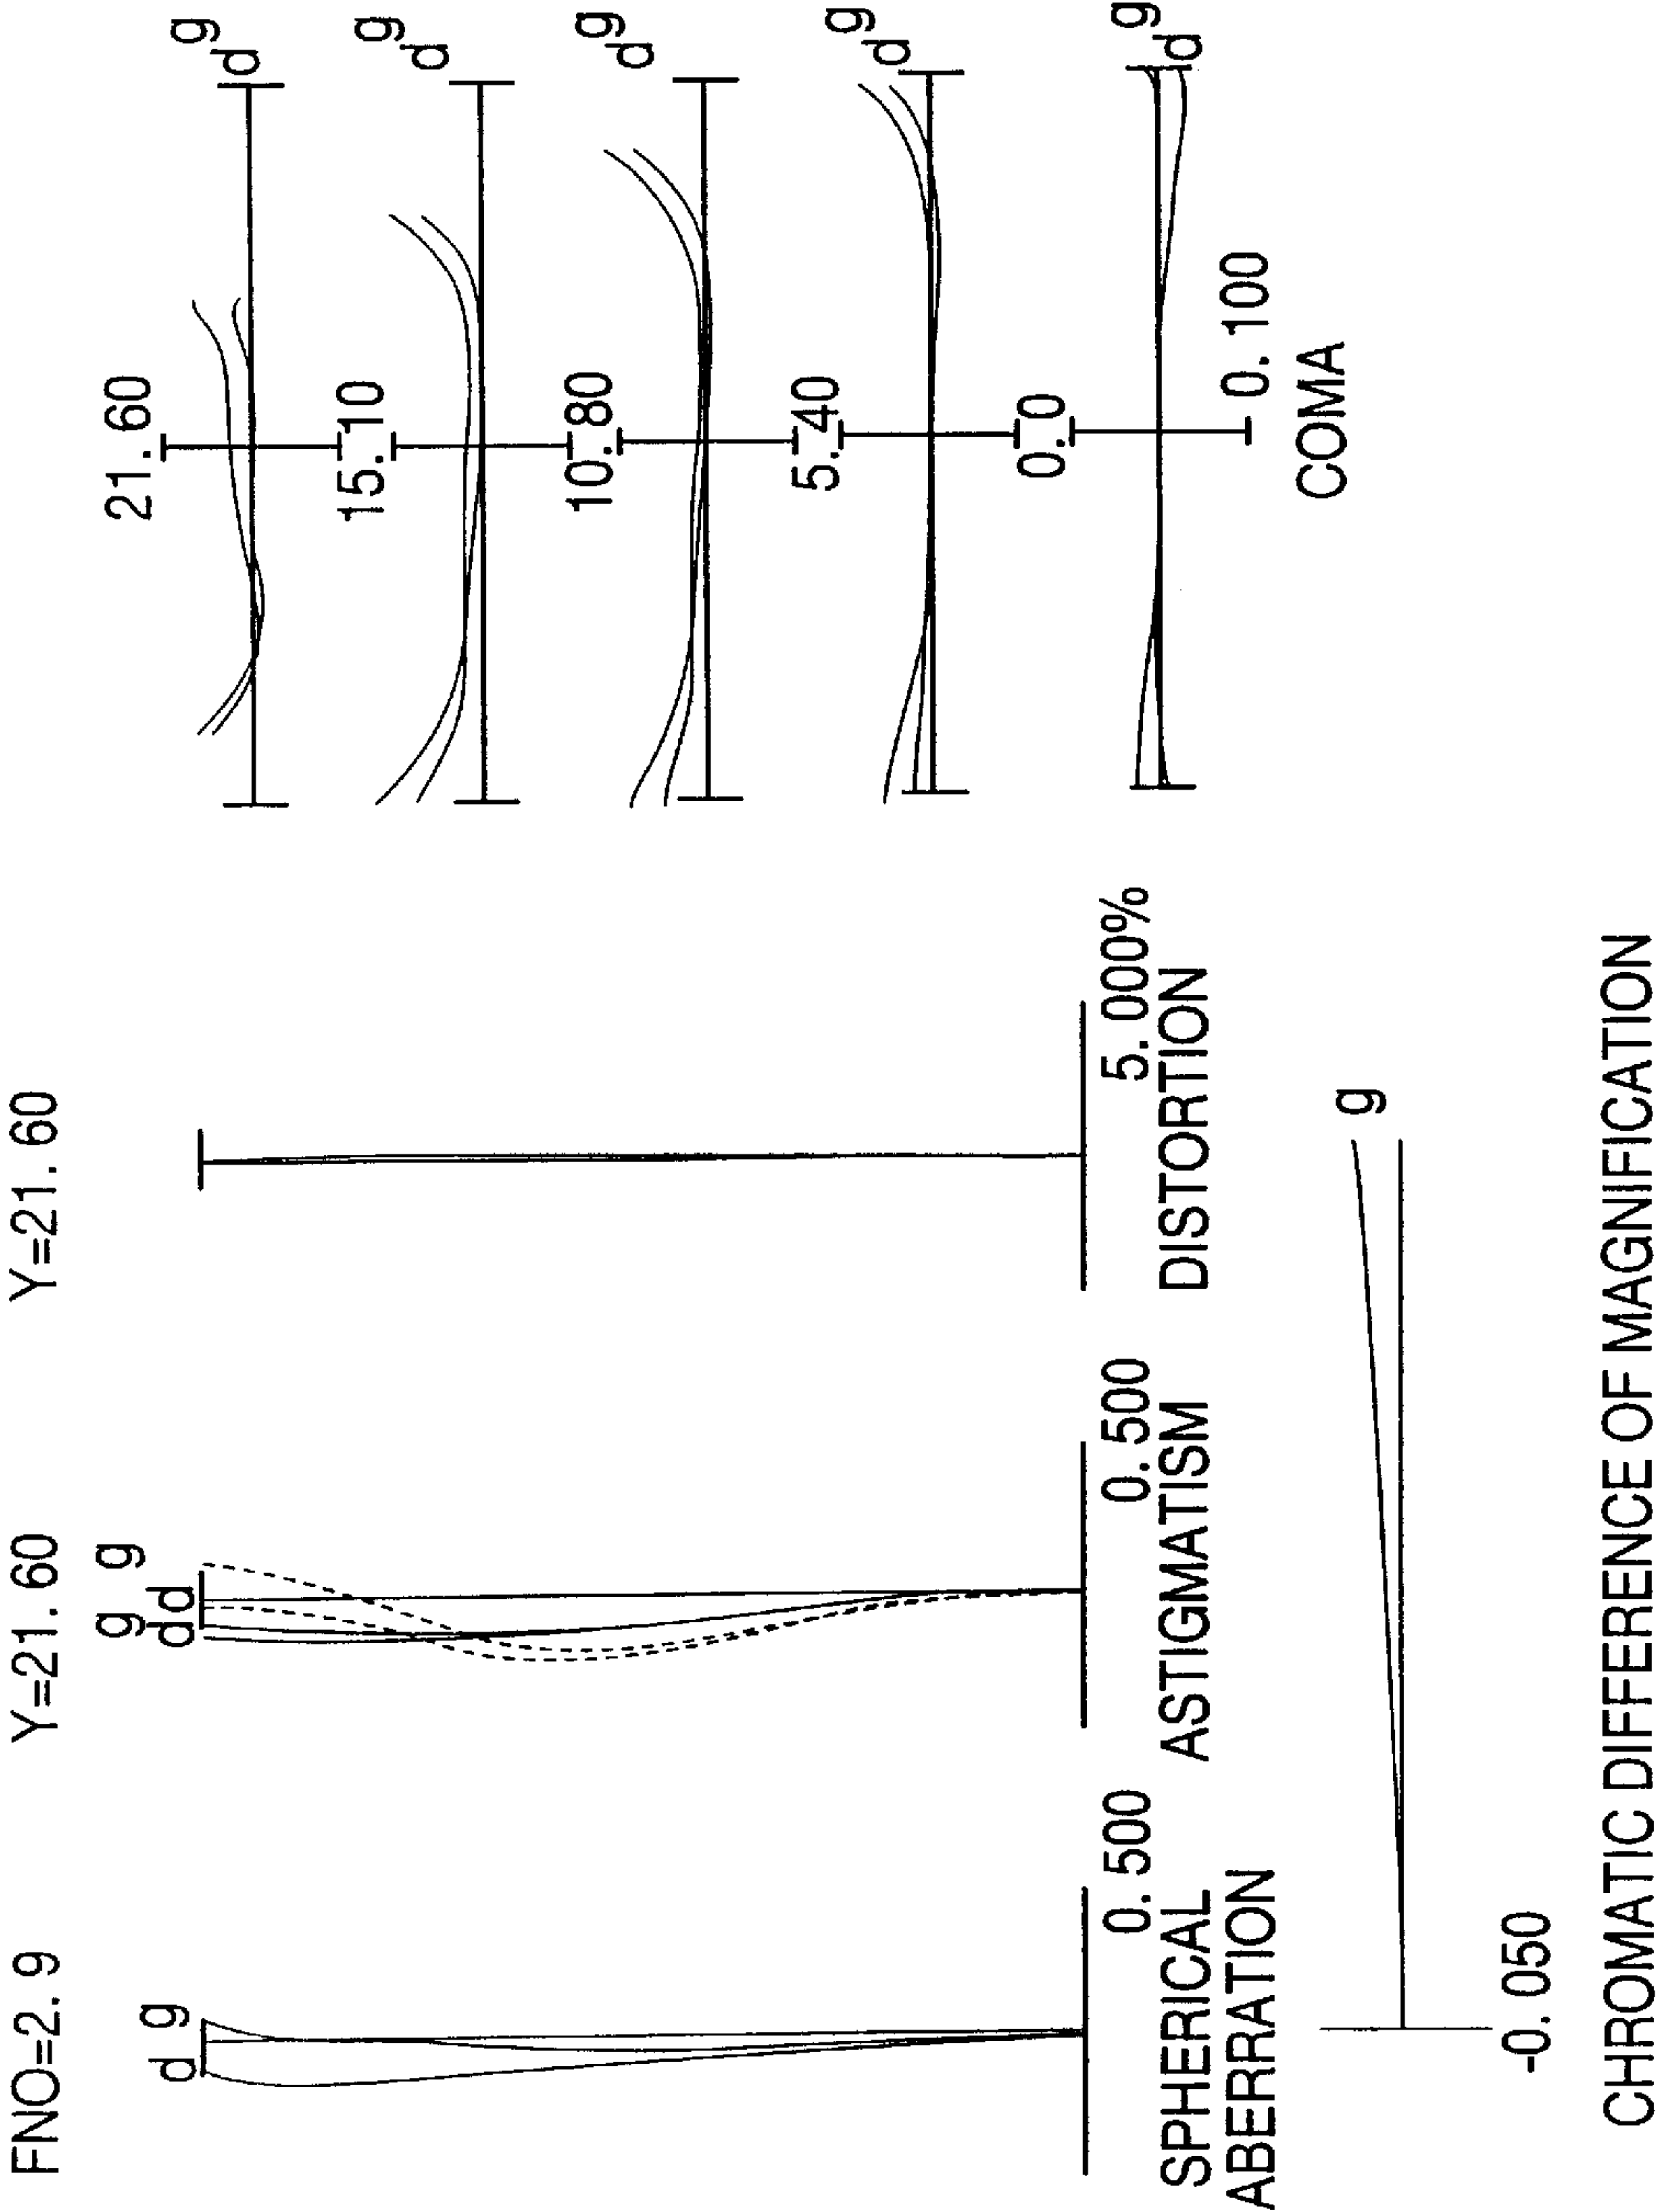 FNO=2.9
d g
0.500
SPHERICAL
ABERRATION
Y=21.60
g g
d d
0.500
ASTIGMATISM
Y=21.60
5.000%
DISTORTION
21.60
g
d
15.10
g
d
10.80
g
d
5.40
g
d
0.0
g
d
0.100
COMA
g
-0.050
CHROMATIC DIFFERENCE OF MAGNIFICATION